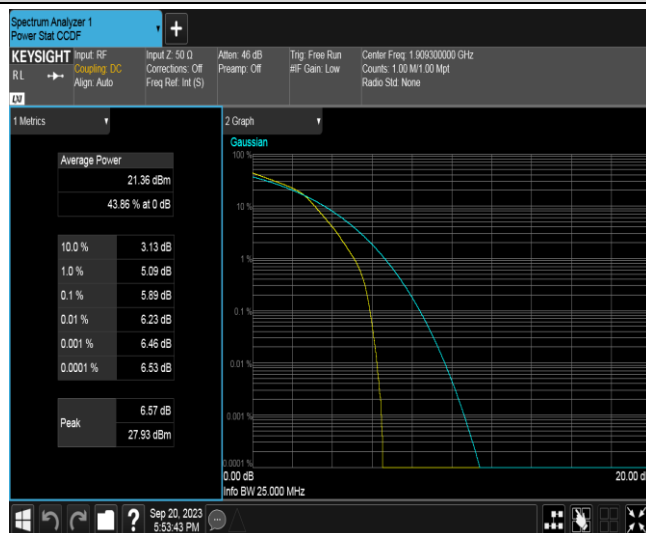 Spectrum Analyzer 1
Power Stat CCDF
+
KEYSIGHT
RL
LXI
Input: RF
Coupling: DC
Align: Auto
Input Z: 50 Ω
Corrections: Off
Freq Ref: Int (S)
Atten: 46 dB
Preamp: Off
Trig: Free Run
#IF Gain: Low
Center Freq: 1.909300000 GHz
Counts: 1.00 M/1.00 Mpt
Radio Std: None
1 Metrics
Average Power
21.36 dBm
43.86 % at 0 dB
10.0 % 3.13 dB
1.0 % 5.09 dB
0.1 % 5.89 dB
0.01 % 6.23 dB
0.001 % 6.46 dB
0.0001 % 6.53 dB
Peak
6.57 dB
27.93 dBm
2 Graph
Gaussian
100 %
10 %
1 %
0.1 %
0.01 %
0.001 %
0.0001 %
0.00 dB 20.00 d
Info BW 25.000 MHz
?
Sep 20, 2023
5:53:43 PM